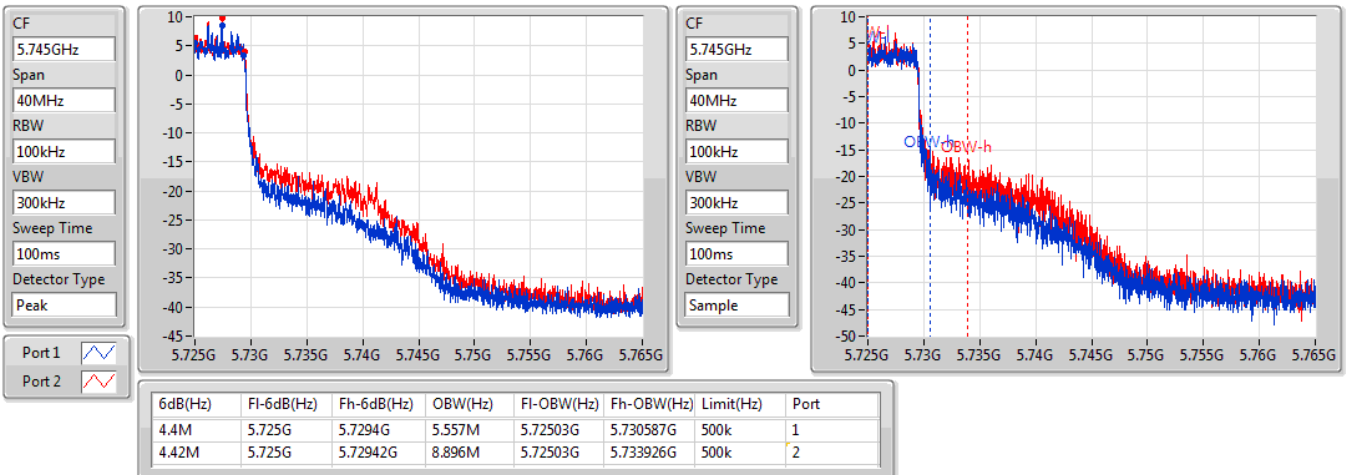 CF
5.745GHz
Span
40MHz
RBW
100kHz
VBW
300kHz
Sweep Time
100ms
Detector Type
Peak
Port 1
Port 2
10
5
0
-5
-10
-15
-20
-25
-30
-35
-40
-45
5.725G 5.73G 5.735G 5.74G 5.745G 5.75G 5.755G 5.76G 5.765G
CF
5.745GHz
Span
40MHz
RBW
100kHz
VBW
300kHz
Sweep Time
100ms
Detector Type
Sample
10
5
0
-5
-10
-15
-20
-25
-30
-35
-40
-45
-50
OBW-h
OBW-h
5.725G 5.73G 5.735G 5.74G 5.745G 5.75G 5.755G 5.76G 5.765G
6dB(Hz) Fl-6dB(Hz) Fh-6dB(Hz) OBW(Hz) Fl-OBW(Hz) Fh-OBW(Hz) Limit(Hz) Port
4.4M 5.725G 5.7294G 5.557M 5.72503G 5.730587G 500k 1
4.42M 5.725G 5.72942G 8.896M 5.72503G 5.733926G 500k 2